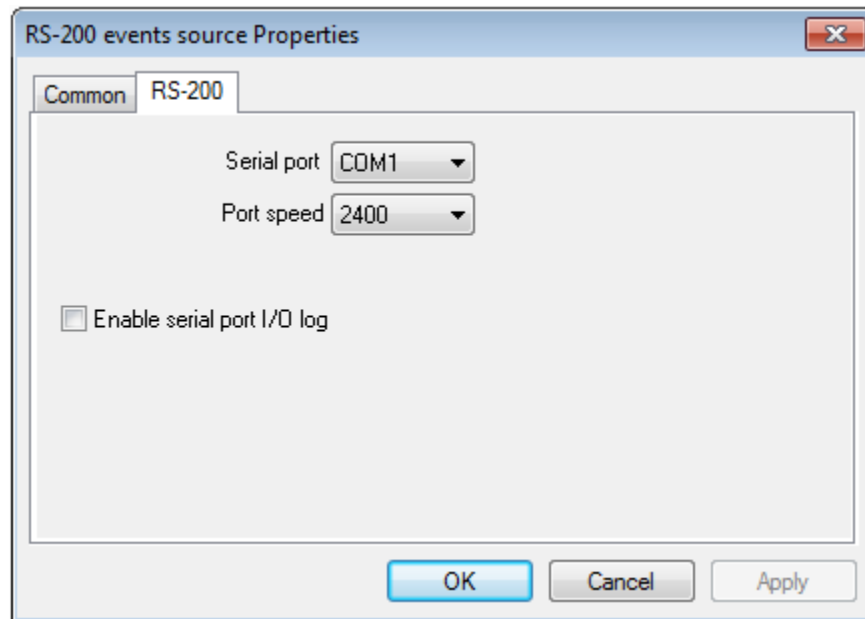 RS-200 events source Properties
Common
RS-200
Serial port COM1
Port speed 2400
Enable serial port I/O log
OK Cancel Apply